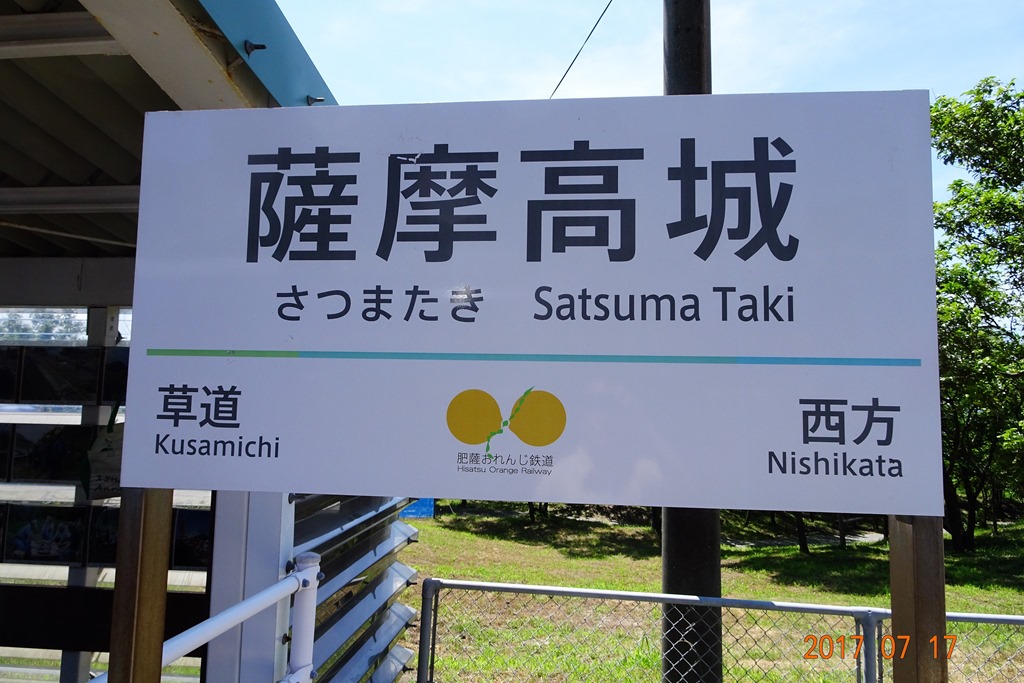 薩摩高城
さつまたき Satsuma Taki
草道
Kusamichi
肥薩おれんじ鉄道
Hisatsu Orange Railway
西方
Nishikata
2017 07 17